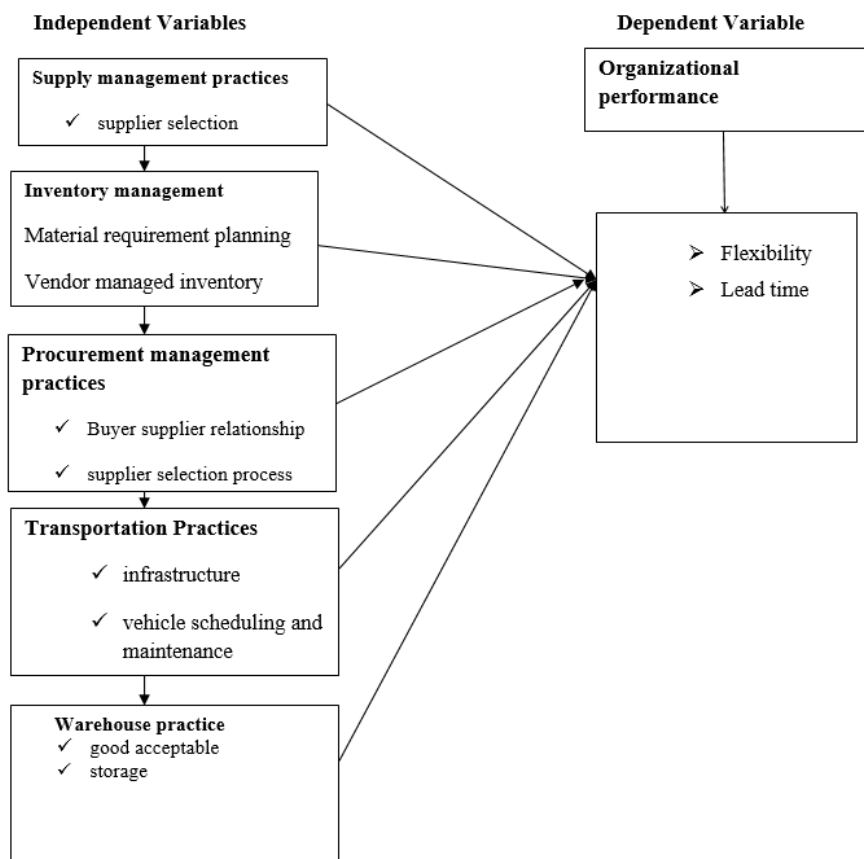 Independent Variables
Supply management practices
✓ supplier selection
Inventory management
Material requirement planning
Vendor managed inventory
Procurement management
practices
✓ Buyer supplier relationship
✓ supplier selection process
Transportation Practices
✓ infrastructure
✓ vehicle scheduling and
maintenance
Warehouse practice
✓ good acceptable
✓ storage
Dependent Variable
Organizational
performance
➢ Flexibility
➢ Lead time